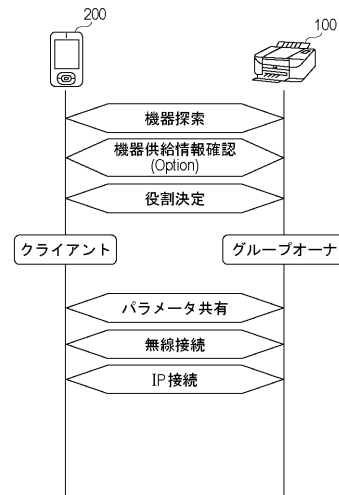 200
100
機器探索
機器供給情報確認
(Option)
役割決定
クライアント
グループオーナ
パラメータ共有
無線接続
IP接続